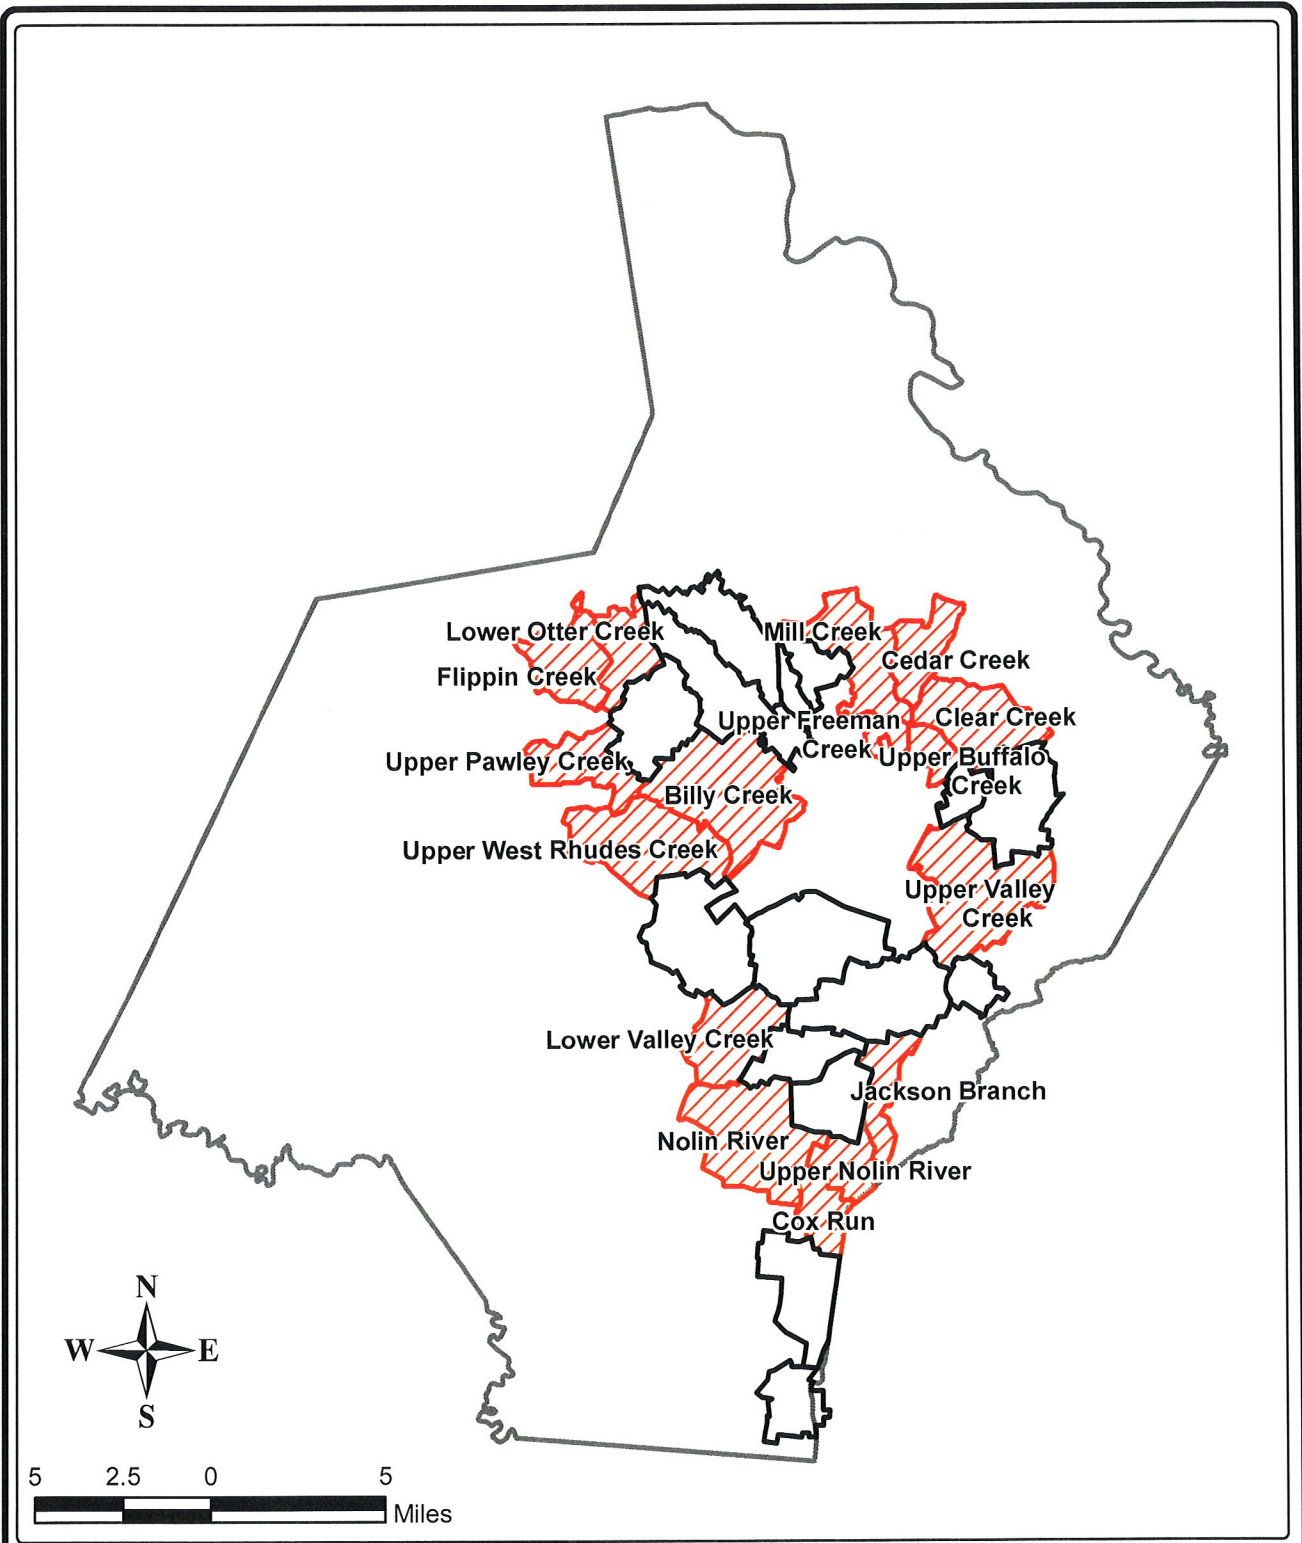 Lower Otter Creek
Mill Creek
Cedar Creek
Flippin Creek
Upper Freeman
Creek
Clear Creek
Upper Pawley Creek
Upper Buffalo
Creek
Billy Creek
Upper West Rhudes Creek
Upper Valley
Creek
Lower Valley Creek
Jackson Branch
Nolin River
Upper Nolin River
Cox Run
N
W E
S
5 2.5 0 5
Miles